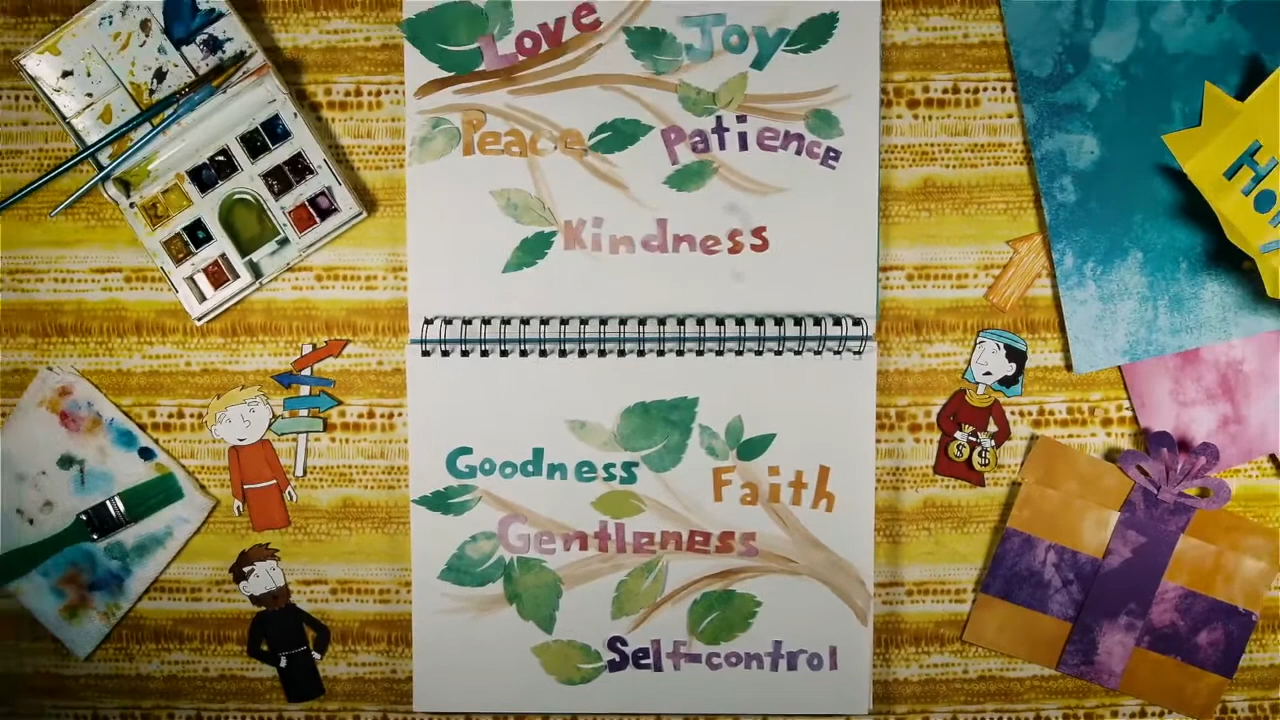 Love Joy
Peace Patience
Kindness
Goodness
Faith
Gentleness
Self-control
$ $